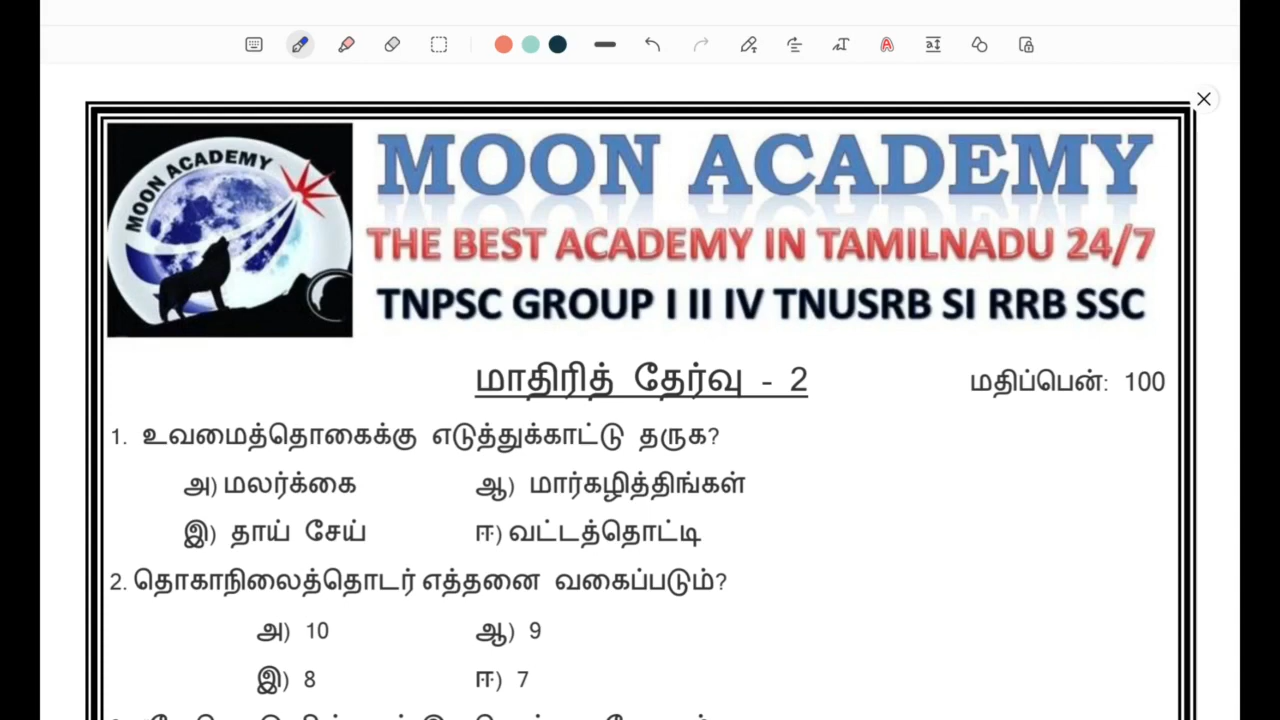 MOON ACADEMY
MOON ACADEMY
THE BEST ACADEMY IN TAMILNADU 24/7
TNPSC GROUP I II IV TNUSRB SI RRB SSC
மாதிரித் தேர்வு - 2 மதிப்பென்: 100
1. உவமைத்தொகைக்கு எடுத்துக்காட்டு தருக?
அ) மலர்க்கை ஆ) மார்கழித்திங்கள்
இ) தாய் சேய் ஈ) வட்டத்தொட்டி
2. தொகாநிலைத்தொடர் எத்தனை வகைப்படும்?
அ) 10 ஆ) 9
இ) 8 ஈ) 7